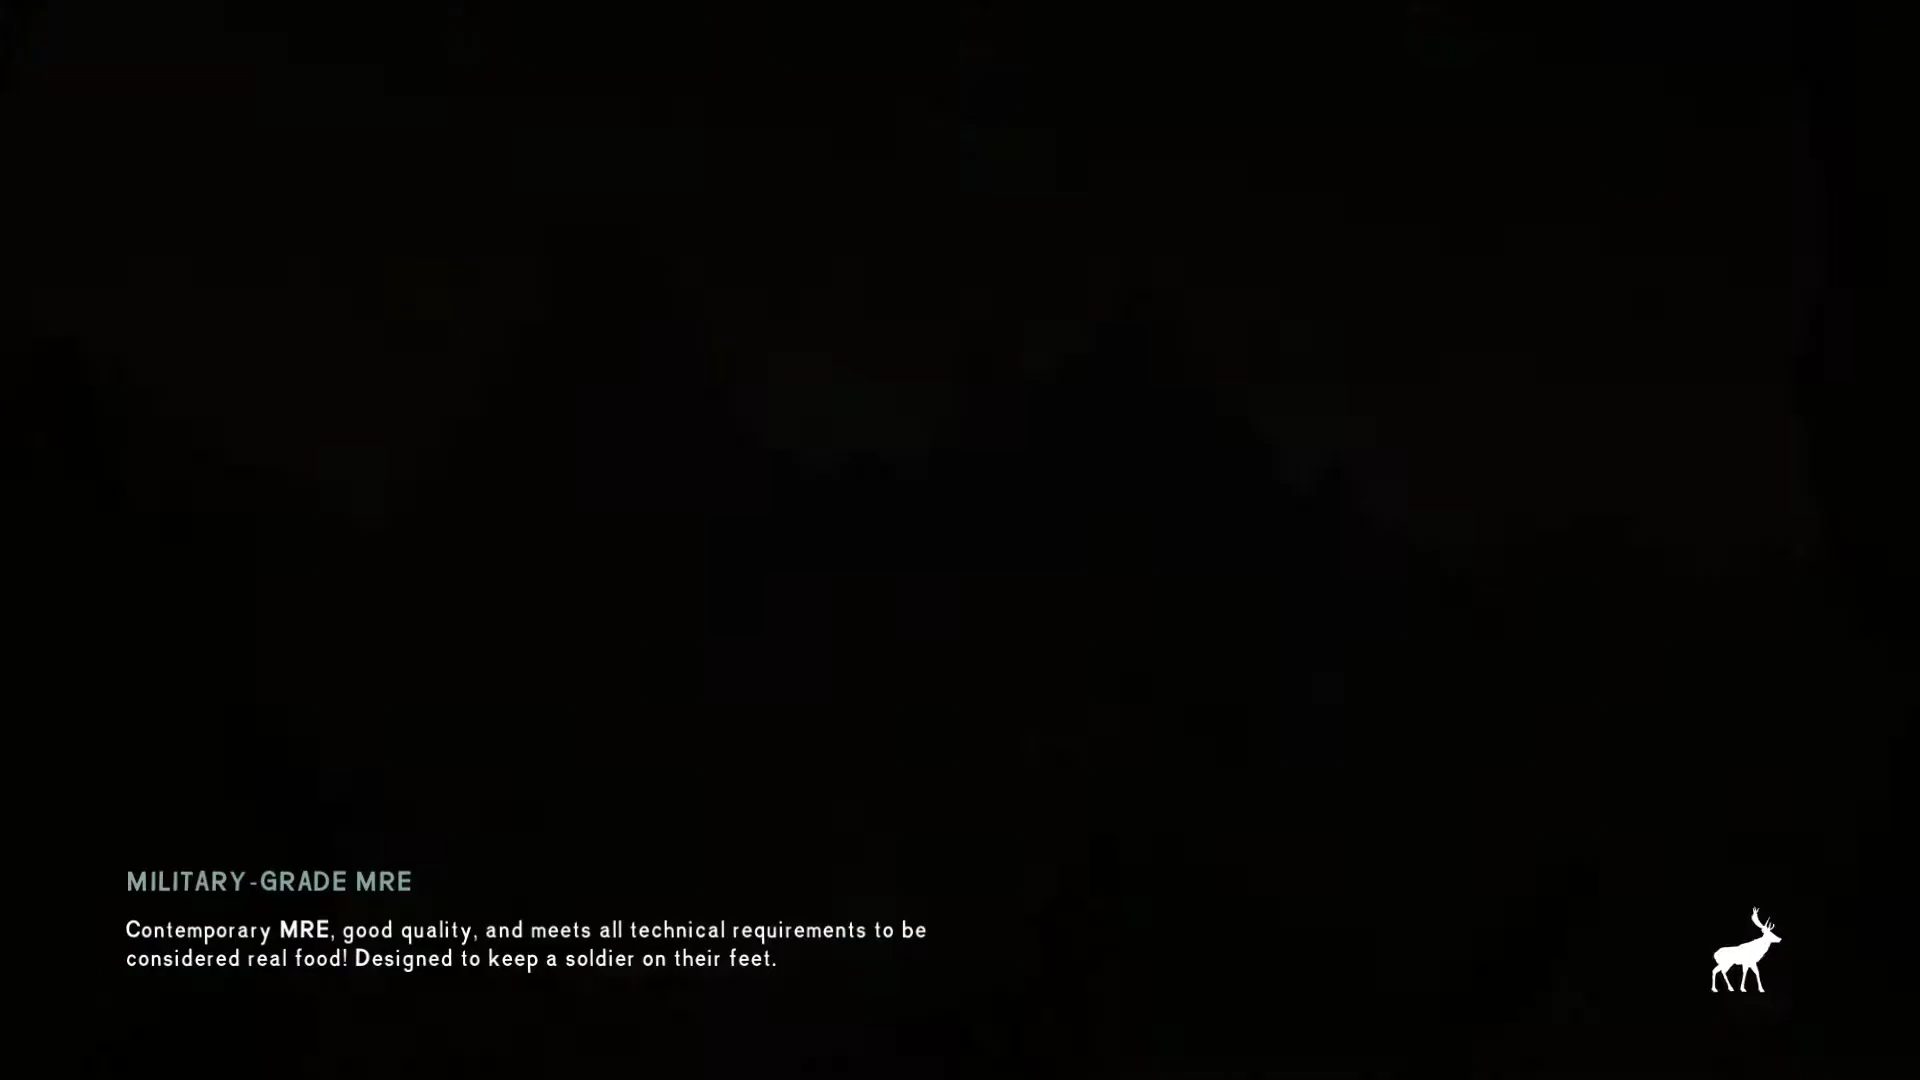 MILITARY-GRADE MRE
Contemporary MRE, good quality, and meets all technical requirements to be
considered real food! Designed to keep a soldier on their feet.